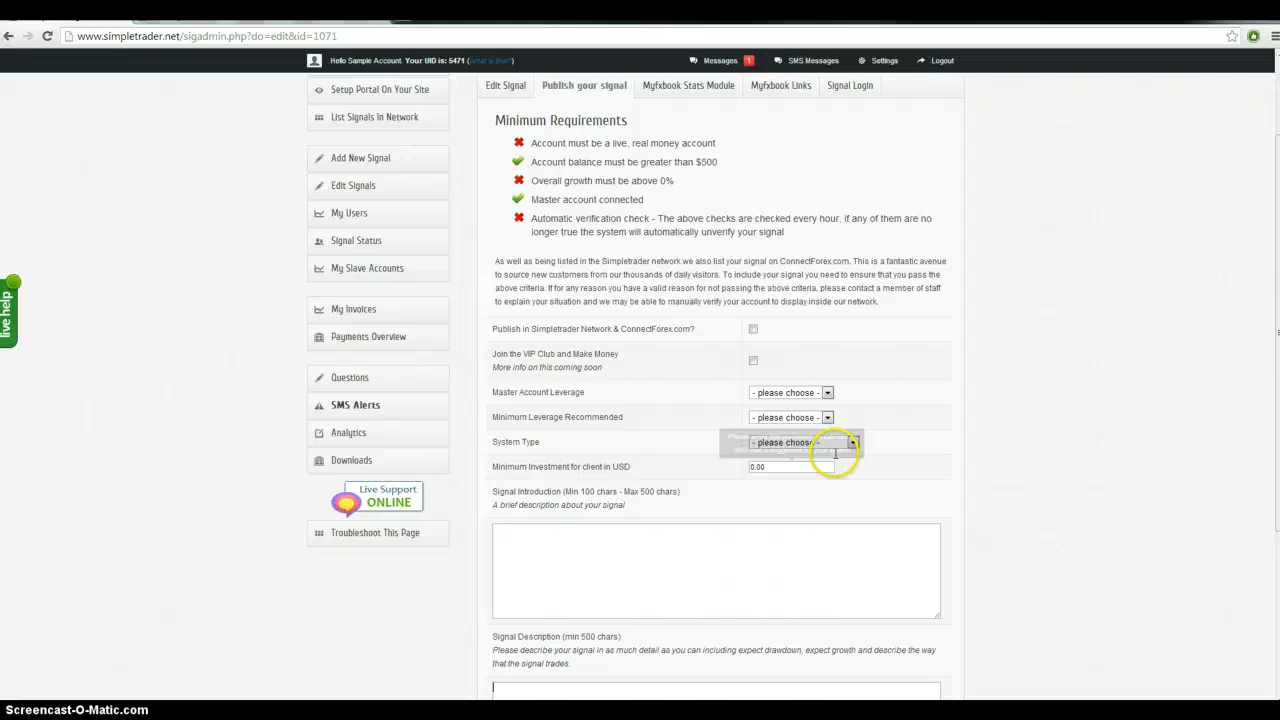 www.simpletrader.net/sigadmin.php?do=edit&id=1071
Hello Sample Account. Your UID is: 5471 (what is this?)
Messages 1
SMS Messages
Settings
Logout
Setup Portal On Your Site
List Signals In Network
Add New Signal
Edit Signals
My Users
Signal Status
My Slave Accounts
My Invoices
Payments Overview
Questions
SMS Alerts
Analytics
Downloads
Live Support
ONLINE
Troubleshoot This Page
live help
Edit Signal
Publish your signal
Myfxbook Stats Module
Myfxbook Links
Signal Login
Minimum Requirements
Account must be a live, real money account
Account balance must be greater than $500
Overall growth must be above 0%
Master account connected
Automatic verification check - The above checks are checked every hour, if any of them are no
longer true the system will automatically unverify your signal
As well as being listed in the Simpletrader network we also list your signal on ConnectForex.com. This is a fantastic avenue
to source new customers from our thousands of daily visitors. To include your signal you need to ensure that you pass the
above criteria. If for any reason you have a valid reason for not passing the above criteria, please contact a member of staff
to explain your situation and we may be able to manually verify your account to display inside our network.
Publish in Simpletrader Network & ConnectForex.com?
Join the VIP Club and Make Money
More info on this coming soon
Master Account Leverage
- please choose -
Minimum Leverage Recommended
- please choose -
System Type
- please choose -
Minimum Investment for client in USD
0.00
Signal Introduction (Min 100 chars - Max 500 chars)
A brief description about your signal
Signal Description (min 500 chars)
Please describe your signal in as much detail as you can including expect drawdown, expect growth and describe the way
that the signal trades.
Screencast-O-Matic.com